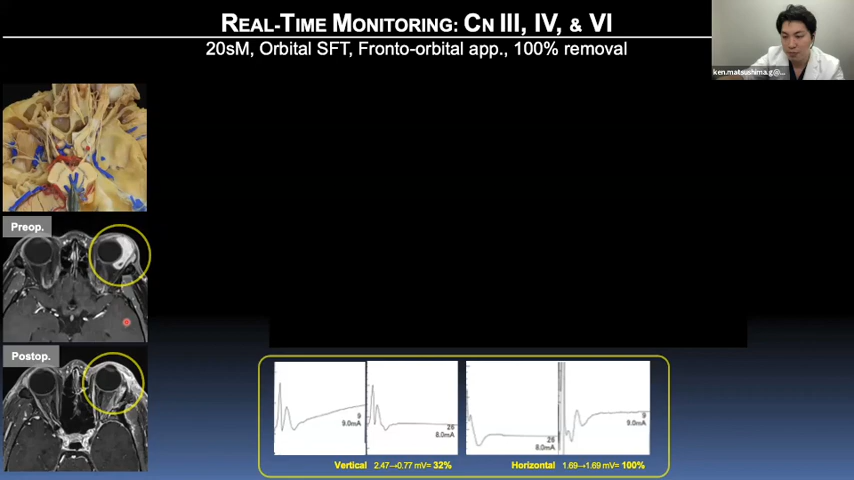 REAL-TIME MONITORING: CN III, IV, & VI
20sM, Orbital SFT, Fronto-orbital app., 100% removal
ken.matsushima.g@...
Preop.
Postop.
9
9.0mA
26
8.0mA
26
8.0mA
9
9.0mA
Vertical 2.47→0.77 mV= 32%
Horizontal 1.69→1.69 mV= 100%